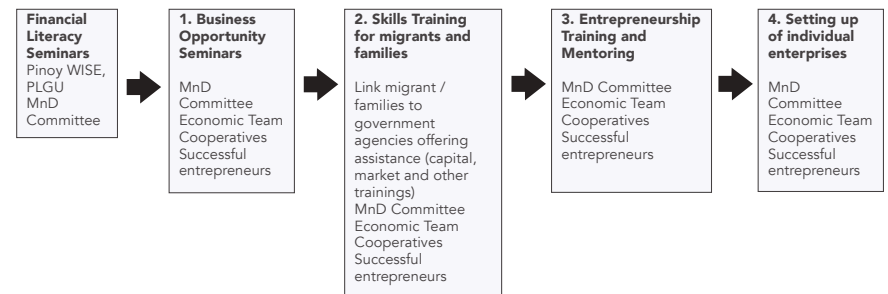 Financial
Literacy
Seminars
Pinoy WISE,
PLGU
MnD
Committee
1. Business
Opportunity
Seminars
MnD
Committee
Economic Team
Cooperatives
Successful
entrepreneurs
2. Skills Training
for migrants and
families
Link migrant /
families to
government
agencies offering
assistance (capital,
market and other
trainings)
MnD Committee
Economic Team
Cooperatives
Successful
entrepreneurs
3. Entrepreneurship
Training and
Mentoring
MnD Committee
Economic Team
Cooperatives
Successful
entrepreneurs
4. Setting up
of individual
enterprises
MnD
Committee
Economic Team
Cooperatives
Successful
entrepreneurs